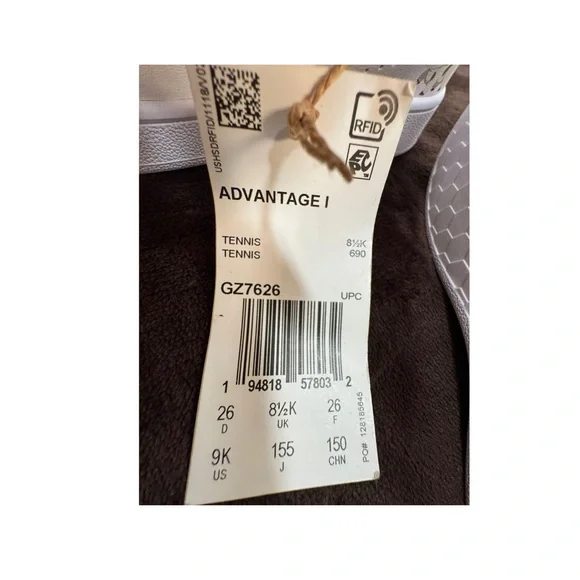 USHSDRFID/1118/V0
RFID
ADVANTAGE I
TENNIS 8½K
TENNIS 690
GZ7626 UPC
1 94818 57803 2
26 8½K 26
D UK F
9K 155 150
US J CHN
PO# 128185645